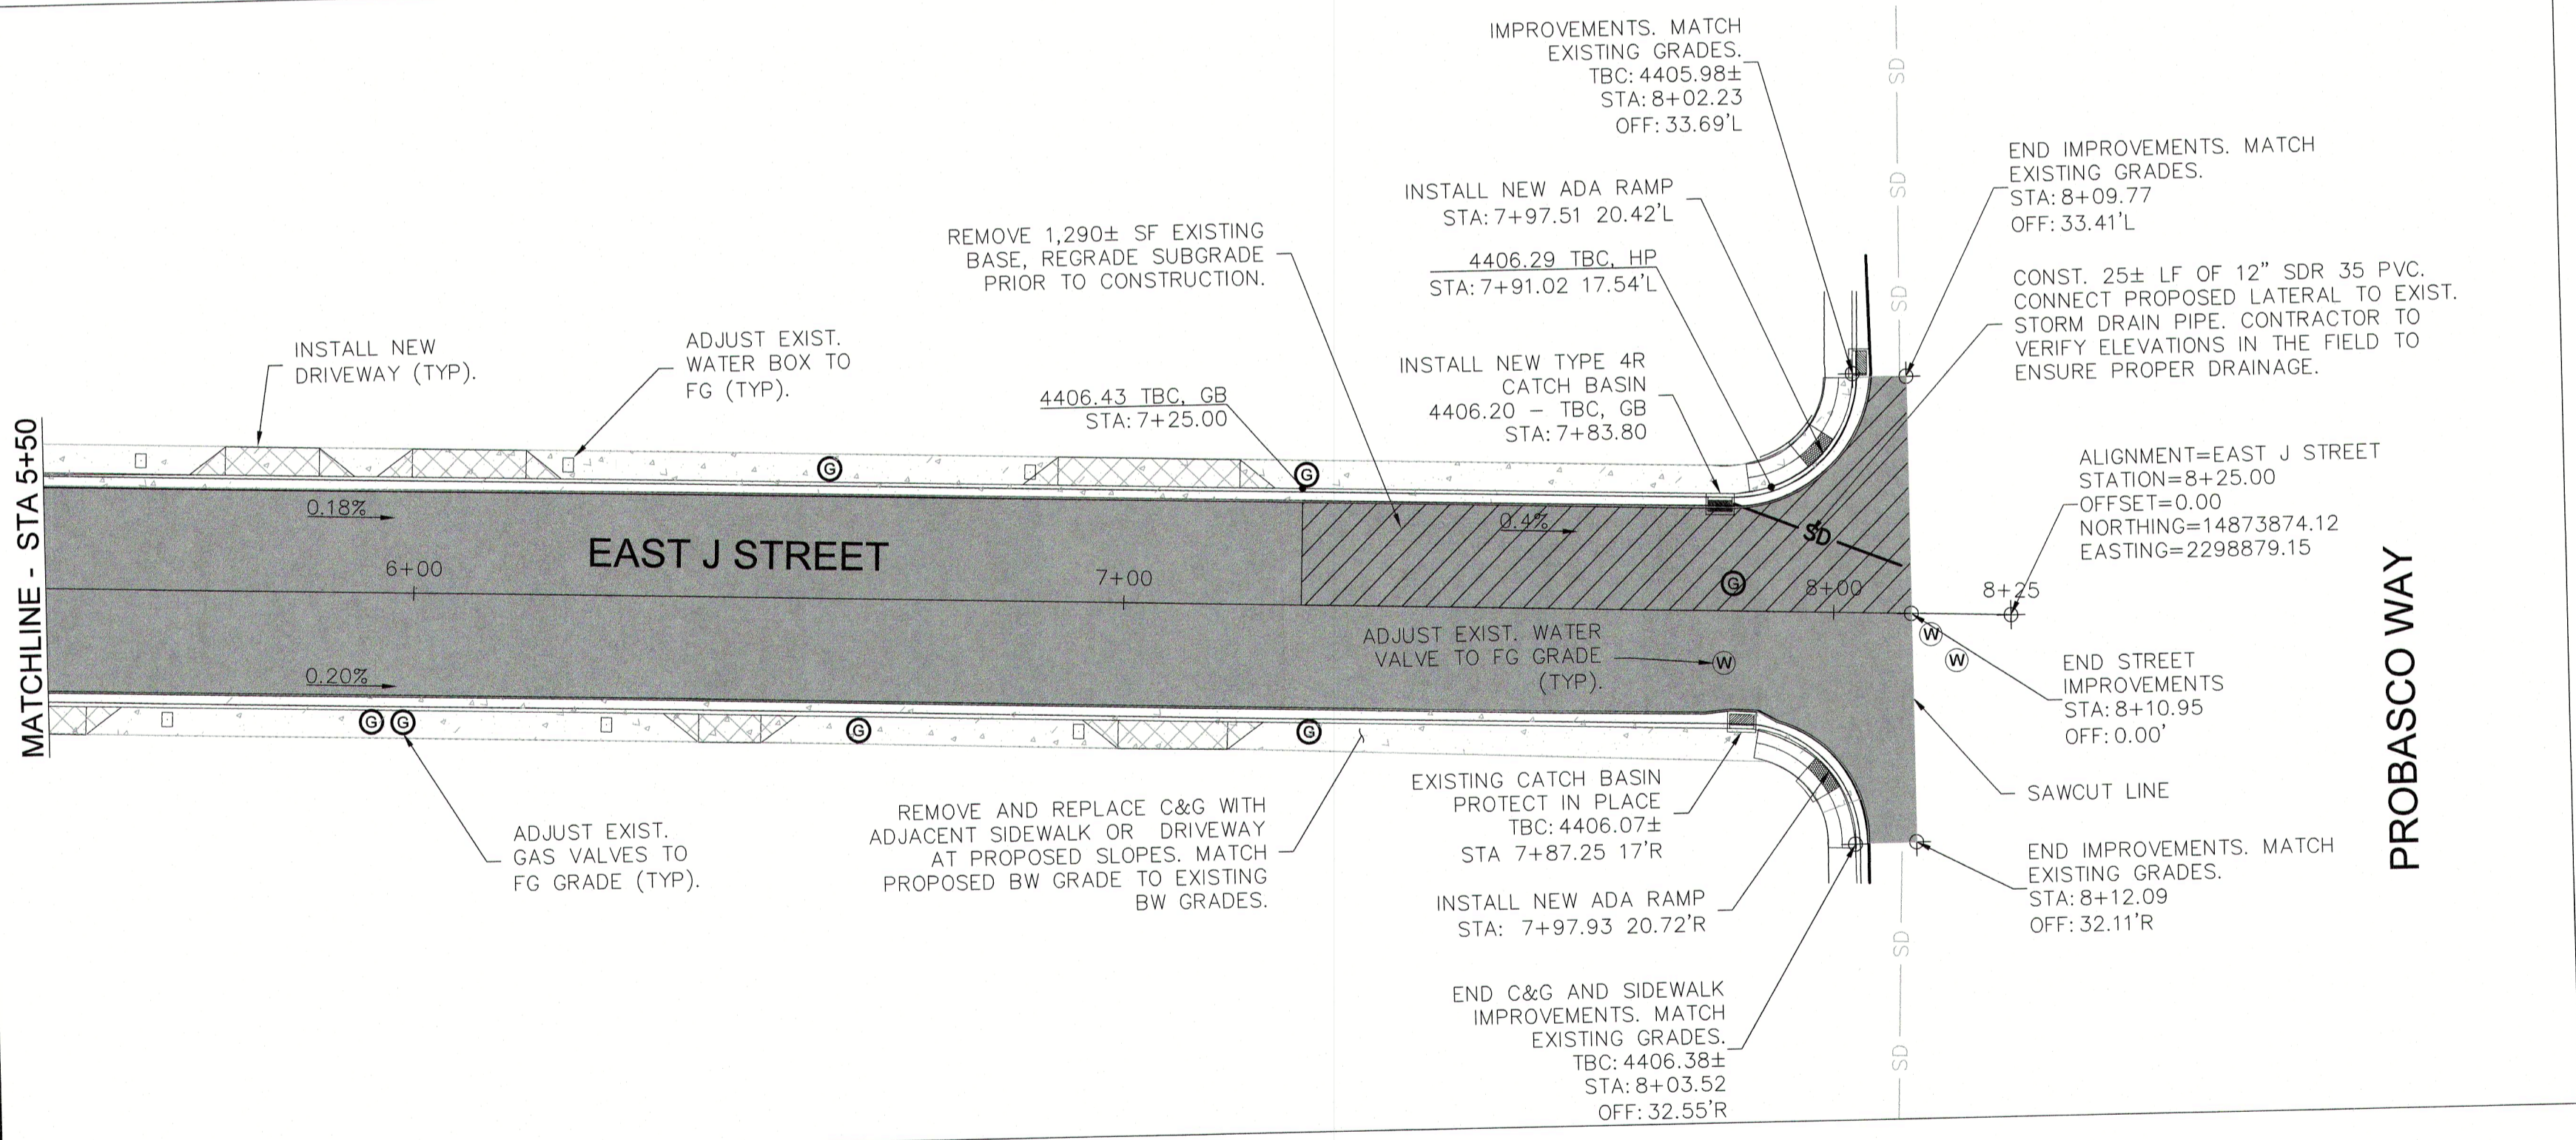 IMPROVEMENTS. MATCH
EXISTING GRADES.
TBC: 4405.98±
STA: 8+02.23
OFF: 33.69'L
INSTALL NEW ADA RAMP
STA: 7+97.51 20.42'L
4406.29 TBC, HP
STA: 7+91.02 17.54'L
INSTALL NEW TYPE 4R
CATCH BASIN
4406.20 - TBC, GB
STA: 7+83.80
REMOVE 1,290± SF EXISTING
BASE, REGRADE SUBGRADE
PRIOR TO CONSTRUCTION.
4406.43 TBC, GB
STA: 7+25.00
ADJUST EXIST.
WATER BOX TO
FG (TYP).
INSTALL NEW
DRIVEWAY (TYP).
END IMPROVEMENTS. MATCH
EXISTING GRADES.
STA: 8+09.77
OFF: 33.41'L
CONST. 25± LF OF 12" SDR 35 PVC.
CONNECT PROPOSED LATERAL TO EXIST.
STORM DRAIN PIPE. CONTRACTOR TO
VERIFY ELEVATIONS IN THE FIELD TO
ENSURE PROPER DRAINAGE.
ALIGNMENT=EAST J STREET
STATION=8+25.00
OFFSET=0.00
NORTHING=14873874.12
EASTING=2298879.15
SD
SD
SD
MATCHLINE - STA 5+50
G
G
0.18%
0.4%
SD
EAST J STREET
6+00
7+00
G
8+00
8+25
W
W
ADJUST EXIST. WATER
VALVE TO FG GRADE
(TYP).
W
0.20%
G
G
G
G
END STREET
IMPROVEMENTS
STA: 8+10.95
OFF: 0.00'
SAWCUT LINE
PROBASCO WAY
END IMPROVEMENTS. MATCH
EXISTING GRADES.
STA: 8+12.09
OFF: 32.11'R
ADJUST EXIST.
GAS VALVES TO
FG GRADE (TYP).
REMOVE AND REPLACE C&G WITH
ADJACENT SIDEWALK OR DRIVEWAY
AT PROPOSED SLOPES. MATCH
PROPOSED BW GRADE TO EXISTING
BW GRADES.
EXISTING CATCH BASIN
PROTECT IN PLACE
TBC: 4406.07±
STA 7+87.25 17'R
INSTALL NEW ADA RAMP
STA: 7+97.93 20.72'R
END C&G AND SIDEWALK
IMPROVEMENTS. MATCH
EXISTING GRADES.
TBC: 4406.38±
STA: 8+03.52
OFF: 32.55'R
SD
SD